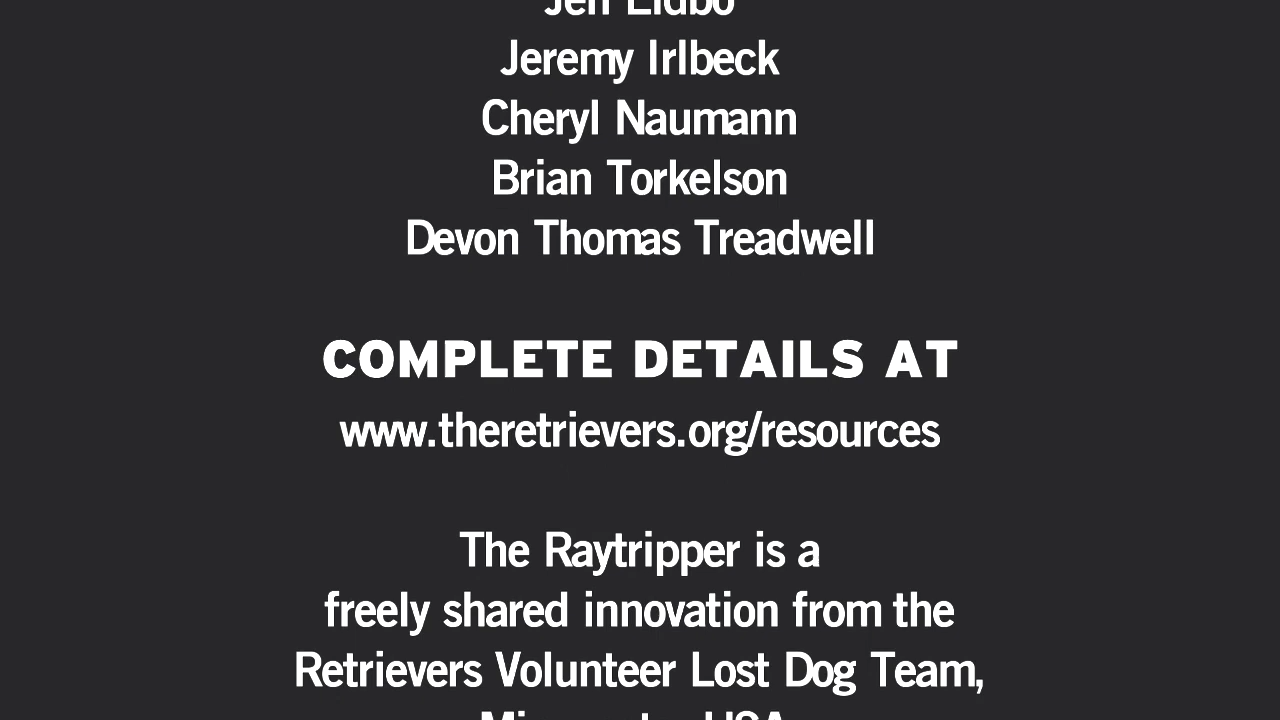 Jeremy Irlbeck
Cheryl Naumann
Brian Torkelson
Devon Thomas Treadwell
COMPLETE DETAILS AT
www.theretrievers.org/resources
The Raytripper is a
freely shared innovation from the
Retrievers Volunteer Lost Dog Team,
USA